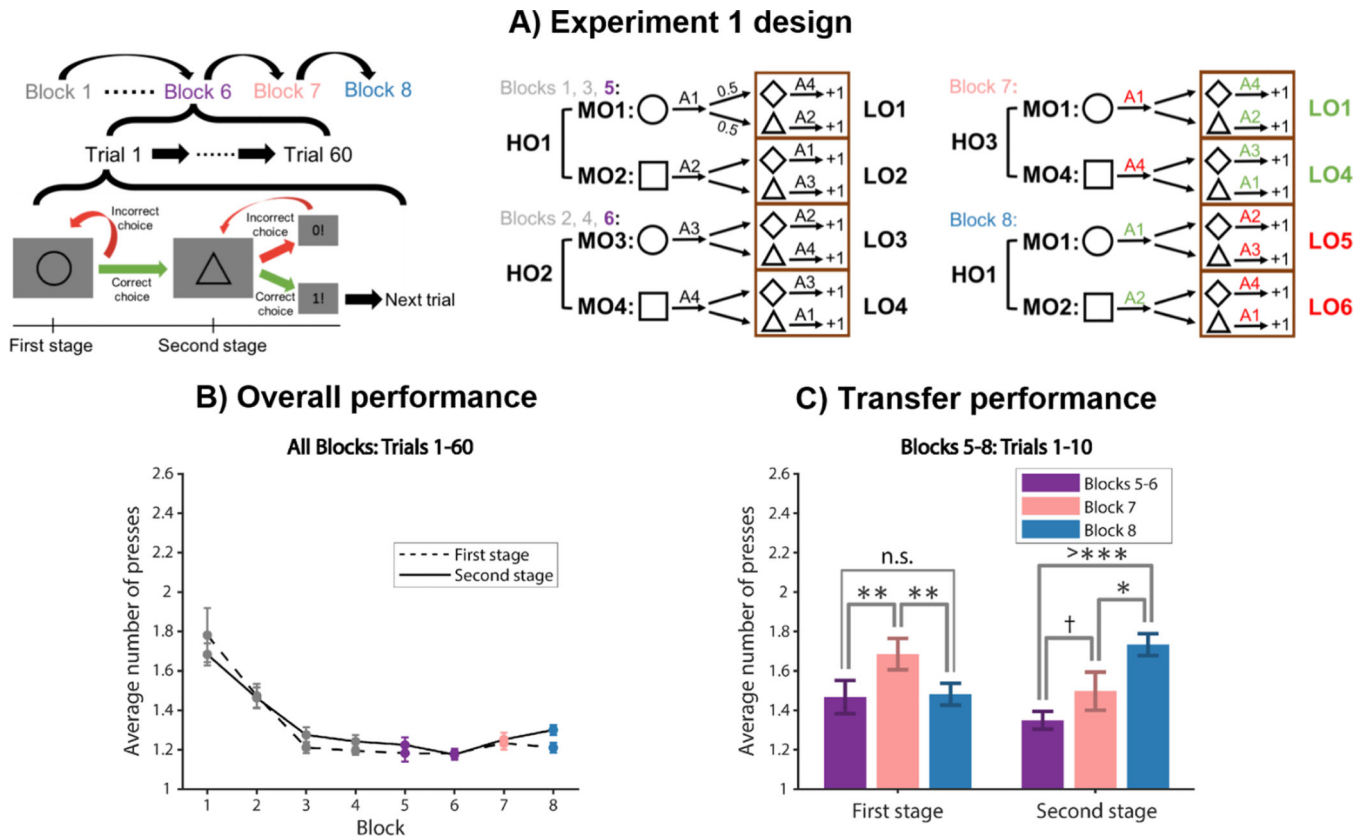 A) Experiment 1 design
Block 1 ······ Block 6 Block 7 Block 8
Trial 1 ······ Trial 60
Incorrect
choice
Correct
choice
Incorrect
choice
0!
Correct
choice
1!
Next trial
First stage
Second stage
Blocks 1, 3, 5:
HO1
MO1: A1 0.5 A4 +1 LO1
0.5 A2 +1
MO2: A2 A1 +1 LO2
A3 +1
Blocks 2, 4, 6:
HO2
MO3: A3 A2 +1 LO3
A4 +1
MO4: A4 A3 +1 LO4
A1 +1
Block 7:
HO3
MO1: A1 A4 +1 LO1
A2 +1
MO4: A4 A3 +1 LO4
A1 +1
Block 8:
HO1
MO1: A1 A2 +1 LO5
A3 +1
MO2: A2 A4 +1 LO6
A1 +1
B) Overall performance
All Blocks: Trials 1-60
Average number of presses
2.6
2.4
2.2
2
1.8
1.6
1.4
1.2
1
First stage
Second stage
1 2 3 4 5 6 7 8
Block
C) Transfer performance
Blocks 5-8: Trials 1-10
Average number of presses
2.6
2.4
2.2
2
1.8
1.6
1.4
1.2
1
Blocks 5-6
Block 7
Block 8
n.s.
** **
>***
†
*
First stage Second stage